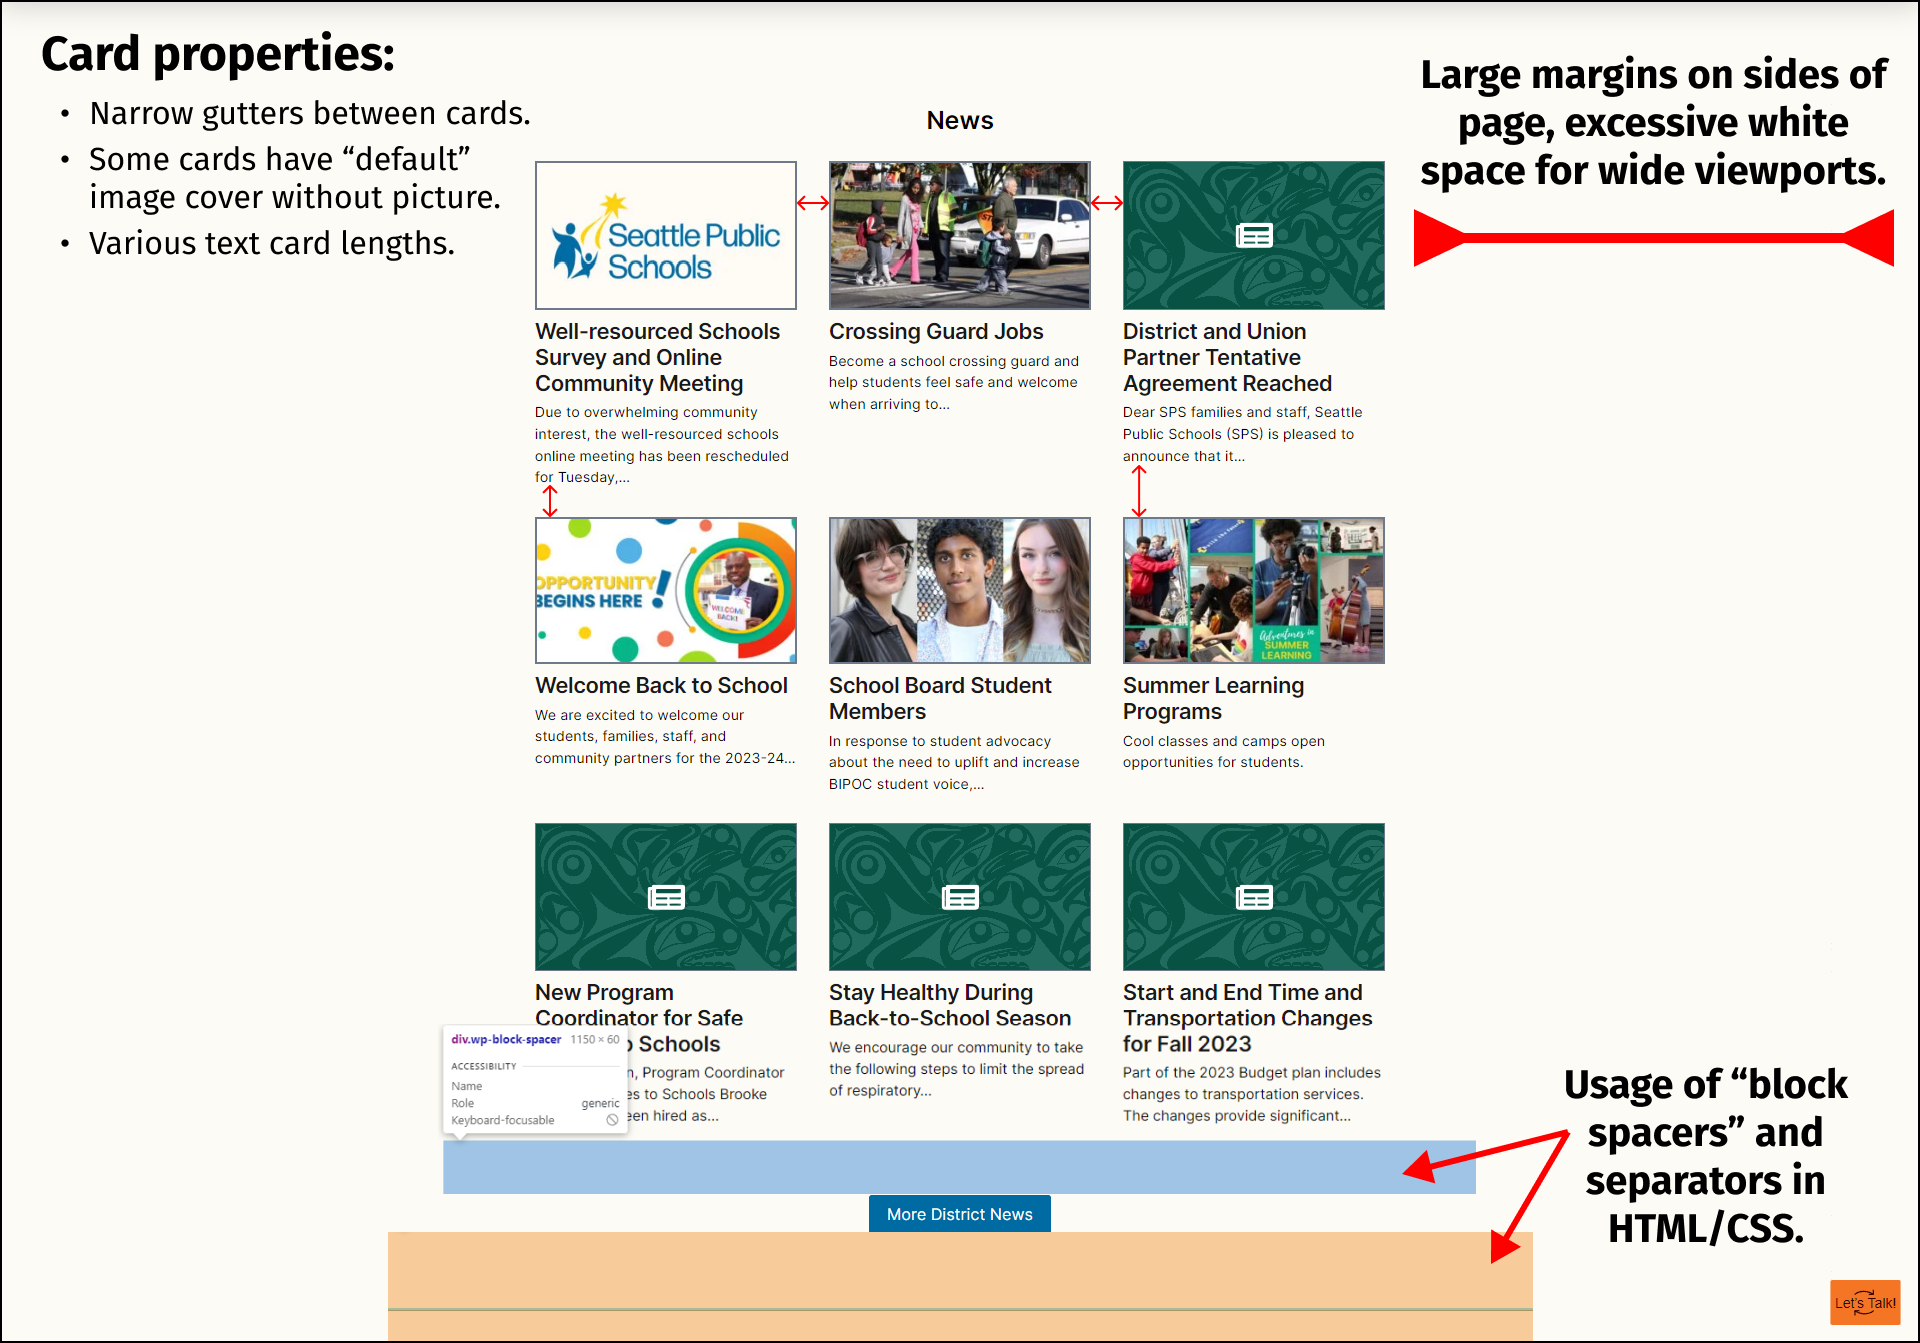 Card properties:
• Narrow gutters between cards.
• Some cards have “default”
image cover without picture.
• Various text card lengths.
Large margins on sides of
page, excessive white
space for wide viewports.
News
Seattle Public
Schools
Well-resourced Schools
Survey and Online
Community Meeting
Due to overwhelming community
interest, the well-resourced schools
online meeting has been rescheduled
for Tuesday,...
Crossing Guard Jobs
Become a school crossing guard and
help students feel safe and welcome
when arriving to...
District and Union
Partner Tentative
Agreement Reached
Dear SPS families and staff, Seattle
Public Schools (SPS) is pleased to
announce that it...
OPPORTUNITY!
BEGINS HERE
WELCOME
BACK!
Welcome Back to School
We are excited to welcome our
students, families, staff, and
community partners for the 2023-24...
School Board Student
Members
In response to student advocacy
about the need to uplift and increase
BIPOC student voice,...
Adventures in
SUMMER
LEARNING
Summer Learning
Programs
Cool classes and camps open
opportunities for students.
New Program
Coordinator for Safe
Schools
, Program Coordinator
to Schools Brooke
hired as...
Stay Healthy During
Back-to-School Season
We encourage our community to take
the following steps to limit the spread
of respiratory...
Start and End Time and
Transportation Changes
for Fall 2023
Part of the 2023 Budget plan includes
changes to transportation services.
The changes provide significant...
div.wp-block-spacer 1150 × 60
ACCESSIBILITY
Name
Role generic
Keyboard-focusable
More District News
Usage of “block
spacers” and
separators in
HTML/CSS.
Let's Talk!